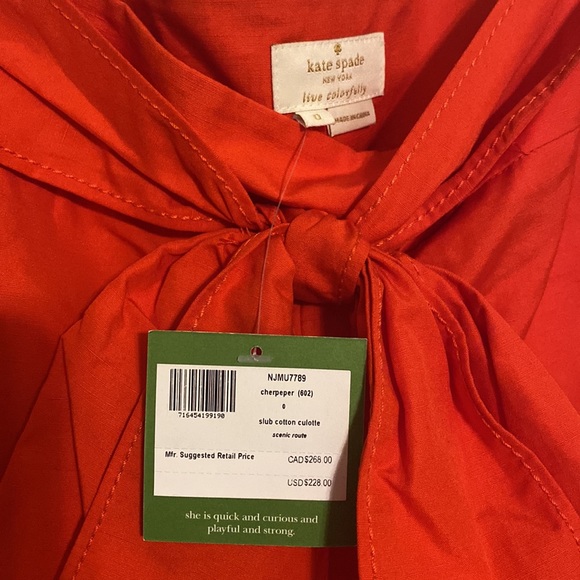 kate spade
NEW YORK
live colorfully
0
MADE IN CHINA
NJMU7789
cherpeper (602)
0
716454199190
slub cotton culotte
scenic route
Mfr. Suggested Retail Price
CAD$268.00
USD$228.00
she is quick and curious and
playful and strong.